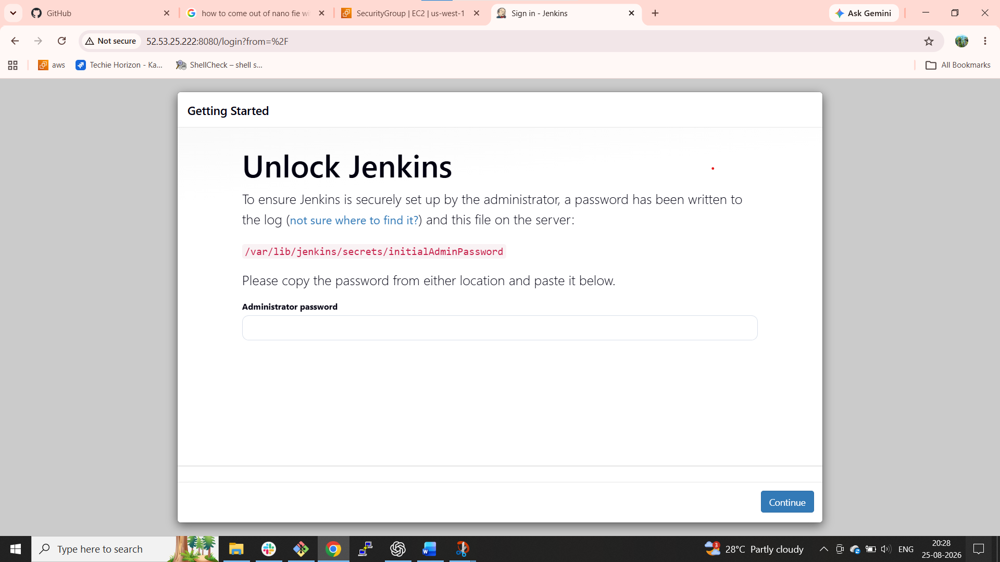 GitHub
how to come out of nano fie wi
SecurityGroup | EC2 | us-west-1
Sign in - Jenkins
Ask Gemini
Not secure
52.53.25.222:8080/login?from=%2F
aws
Techie Horizon - Ka...
ShellCheck – shell s...
All Bookmarks
Getting Started
Unlock Jenkins
To ensure Jenkins is securely set up by the administrator, a password has been written to
the log (not sure where to find it?) and this file on the server:
/var/lib/jenkins/secrets/initialAdminPassword
Please copy the password from either location and paste it below.
Administrator password
Continue
Type here to search
3
28°C Partly cloudy
ENG
20:28
25-08-2026